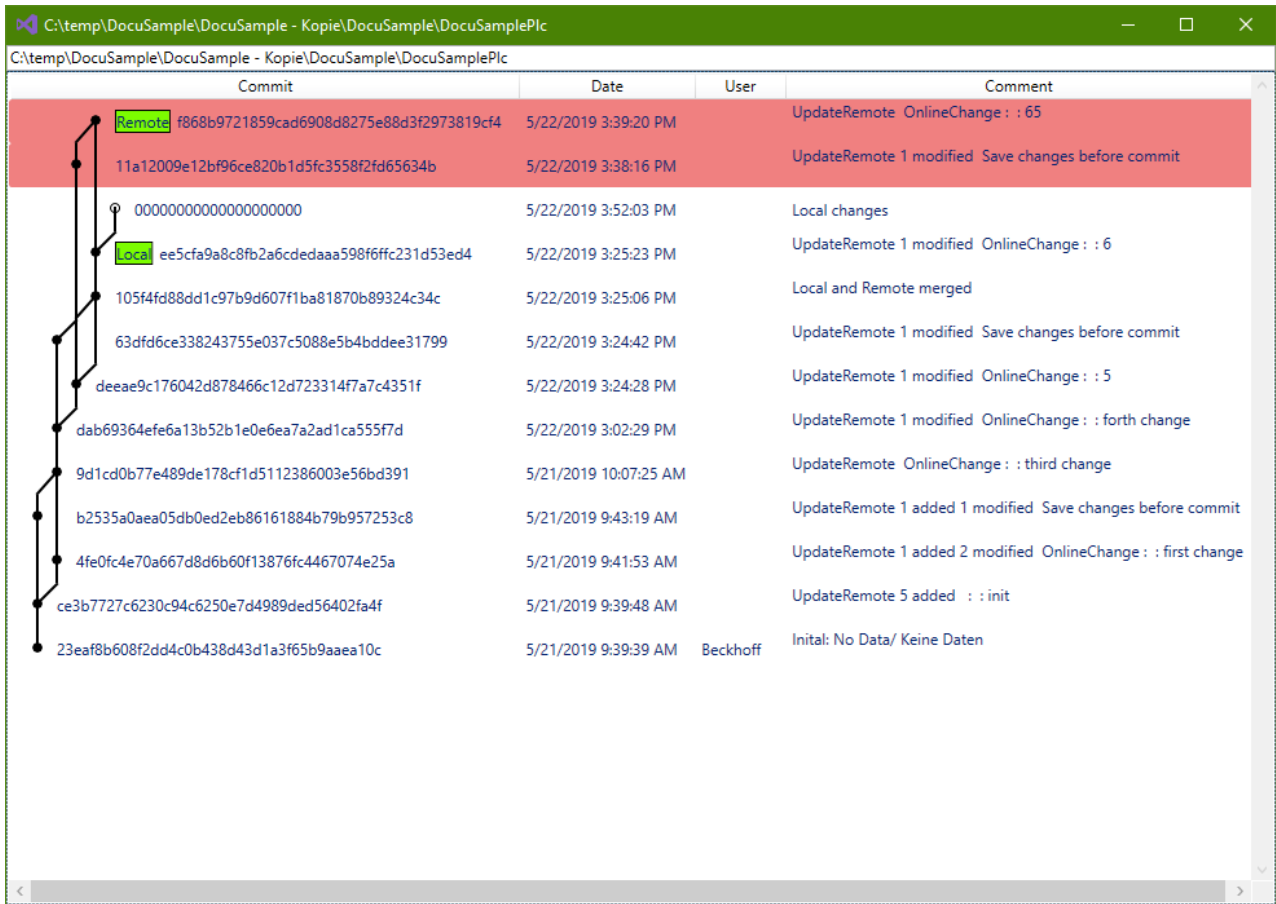 C:\temp\DocuSample\DocuSample - Kopie\DocuSample\DocuSamplePlc
C:\temp\DocuSample\DocuSample - Kopie\DocuSample\DocuSamplePlc
Commit Date User Comment
Remote f868b9721859cad6908d8275e88d3f2973819cf4 5/22/2019 3:39:20 PM UpdateRemote OnlineChange : : 65
11a12009e12bf96ce820b1d5fc3558f2fd65634b 5/22/2019 3:38:16 PM UpdateRemote 1 modified Save changes before commit
00000000000000000000 5/22/2019 3:52:03 PM Local changes
Local ee5cfa9a8c8fb2a6cdedaaa598f6ffc231d53ed4 5/22/2019 3:25:23 PM UpdateRemote 1 modified OnlineChange : : 6
105f4fd88dd1c97b9d607f1ba81870b89324c34c 5/22/2019 3:25:06 PM Local and Remote merged
63dfd6ce338243755e037c5088e5b4bddee31799 5/22/2019 3:24:42 PM UpdateRemote 1 modified Save changes before commit
deeae9c176042d878466c12d723314f7a7c4351f 5/22/2019 3:24:28 PM UpdateRemote 1 modified OnlineChange : : 5
dab69364efe6a13b52b1e0e6ea7a2ad1ca555f7d 5/22/2019 3:02:29 PM UpdateRemote 1 modified OnlineChange : : forth change
9d1cd0b77e489de178cf1d5112386003e56bd391 5/21/2019 10:07:25 AM UpdateRemote OnlineChange : : third change
b2535a0aea05db0ed2eb86161884b79b957253c8 5/21/2019 9:43:19 AM UpdateRemote 1 added 1 modified Save changes before commit
4fe0fc4e70a667d8d6b60f13876fc4467074e25a 5/21/2019 9:41:53 AM UpdateRemote 1 added 2 modified OnlineChange : : first change
ce3b7727c6230c94c6250e7d4989ded56402fa4f 5/21/2019 9:39:48 AM UpdateRemote 5 added : : init
23eaf8b608f2dd4c0b438d43d1a3f65b9aaea10c 5/21/2019 9:39:39 AM Beckhoff Inital: No Data/ Keine Daten